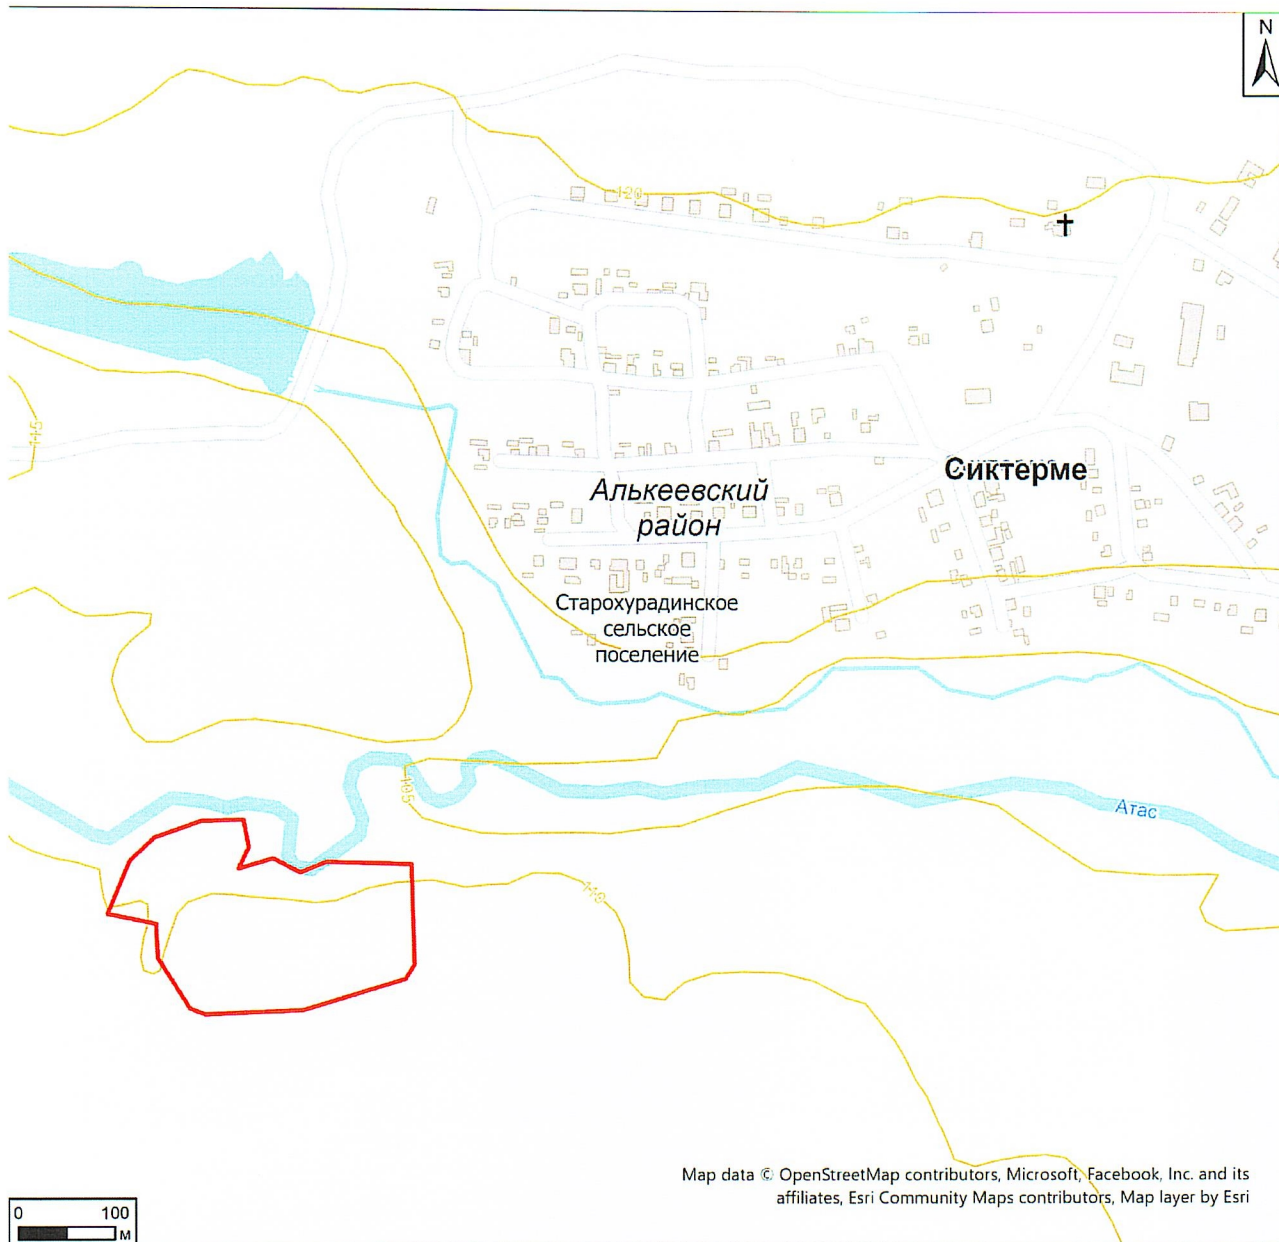 N
120
115
Сиктерме
Алькеевский
район
Старохурадинское
сельское
поселение
105
Атас
110
Map data © OpenStreetMap contributors, Microsoft, Facebook, Inc. and its
affiliates, Esri Community Maps contributors, Map layer by Esri
0 100
М